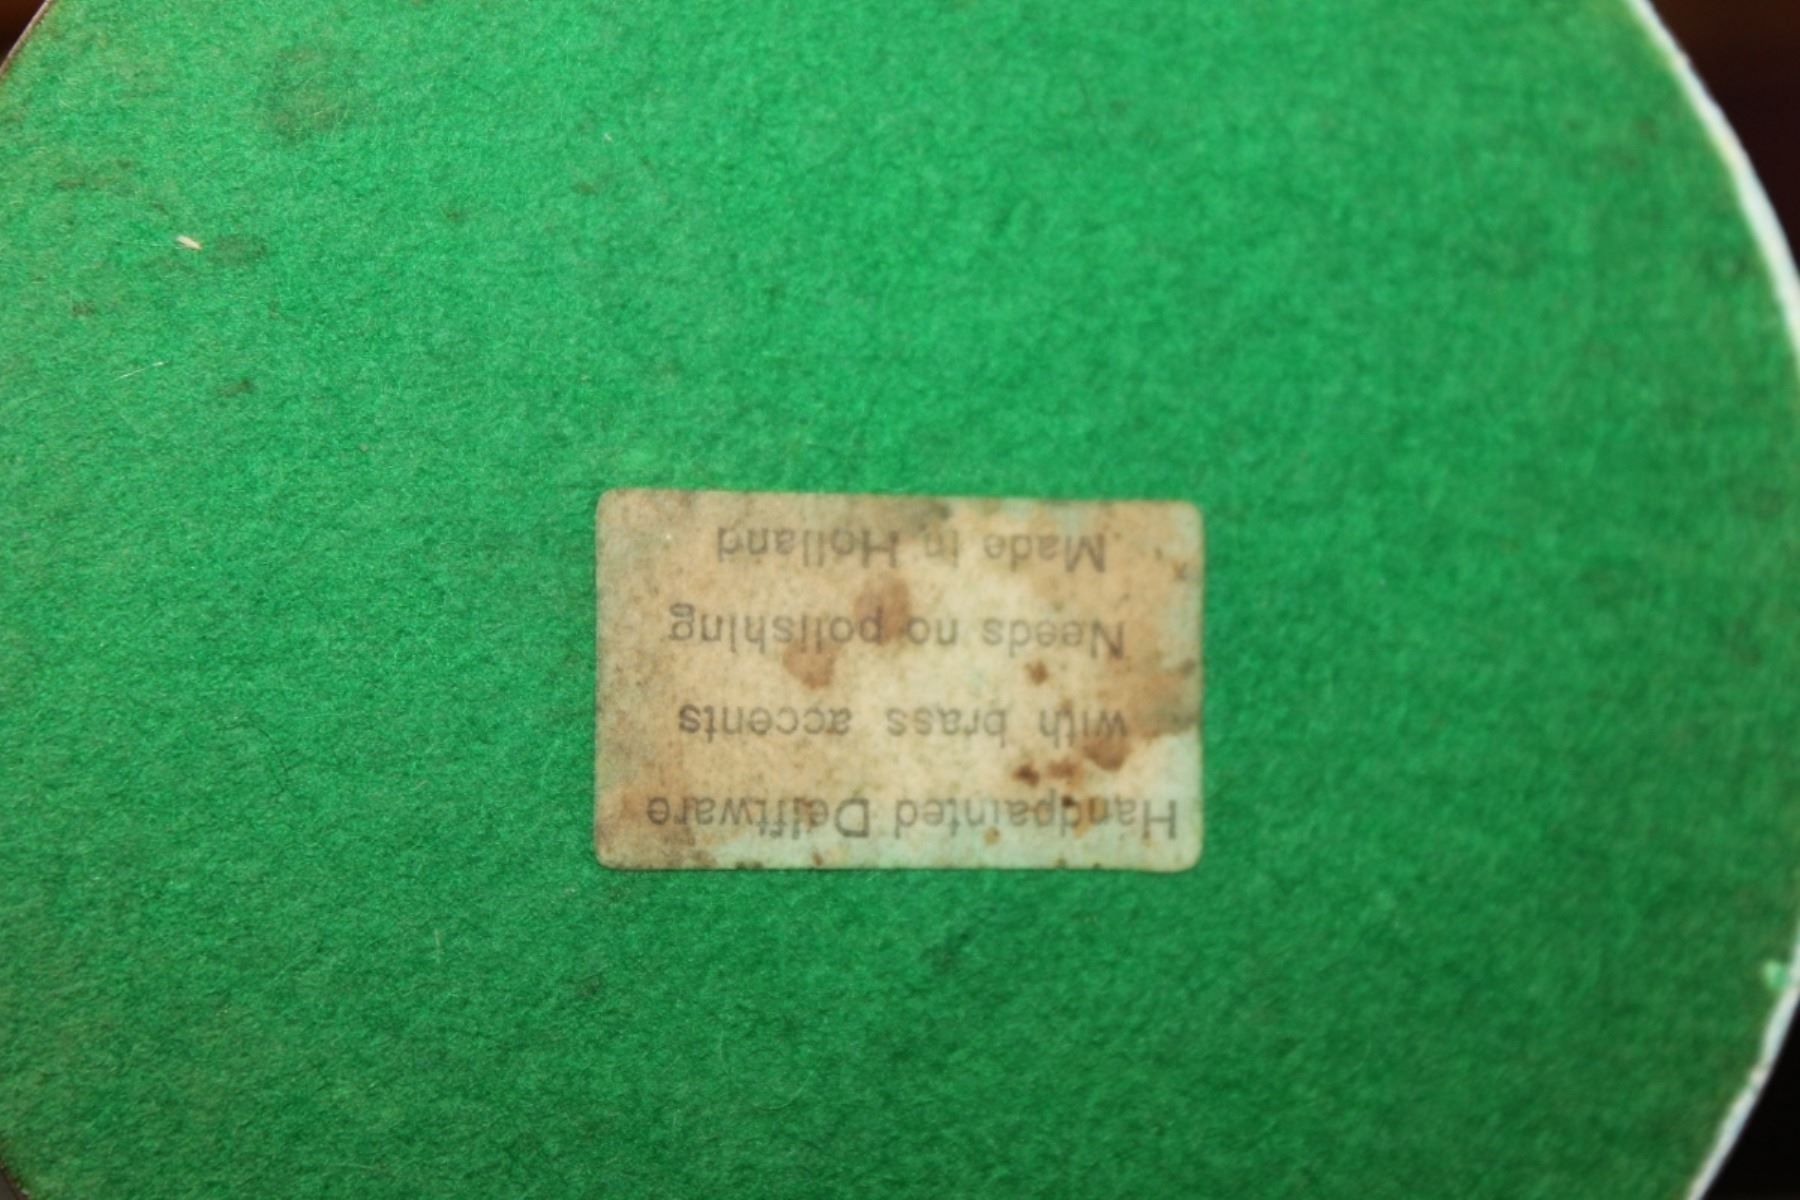 Handpainted Delftware
with brass accents
Needs no polishing
Made in Holland